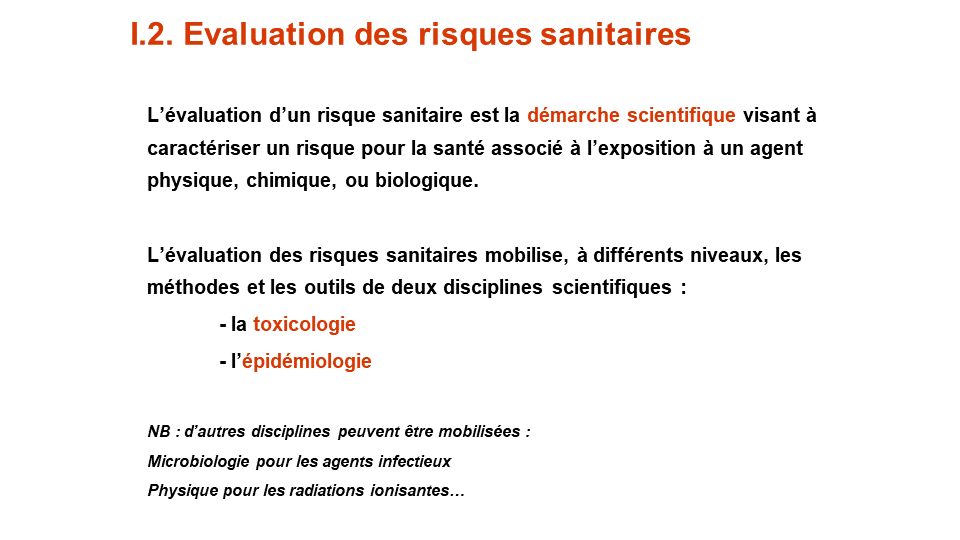 I.2. Evaluation des risques sanitaires
L’évaluation d’un risque sanitaire est la démarche scientifique visant à
caractériser un risque pour la santé associé à l’exposition à un agent
physique, chimique, ou biologique.
L’évaluation des risques sanitaires mobilise, à différents niveaux, les
méthodes et les outils de deux disciplines scientifiques :
- la toxicologie
- l’épidémiologie
NB : d’autres disciplines peuvent être mobilisées :
Microbiologie pour les agents infectieux
Physique pour les radiations ionisantes…